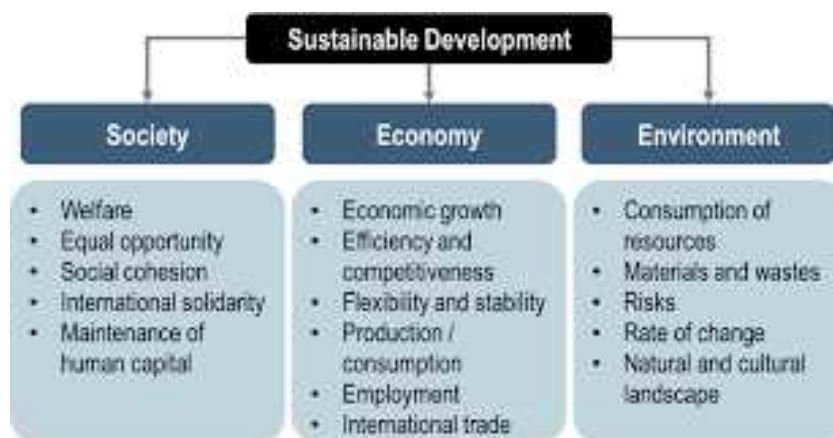 Sustainable Development
Society
• Welfare
• Equal opportunity
• Social cohesion
• International solidarity
• Maintenance of
human capital
Economy
• Economic growth
• Efficiency and
competitiveness
• Flexibility and stability
• Production /
consumption
• Employment
• International trade
Environment
• Consumption of
resources
• Materials and wastes
• Risks
• Rate of change
• Natural and cultural
landscape